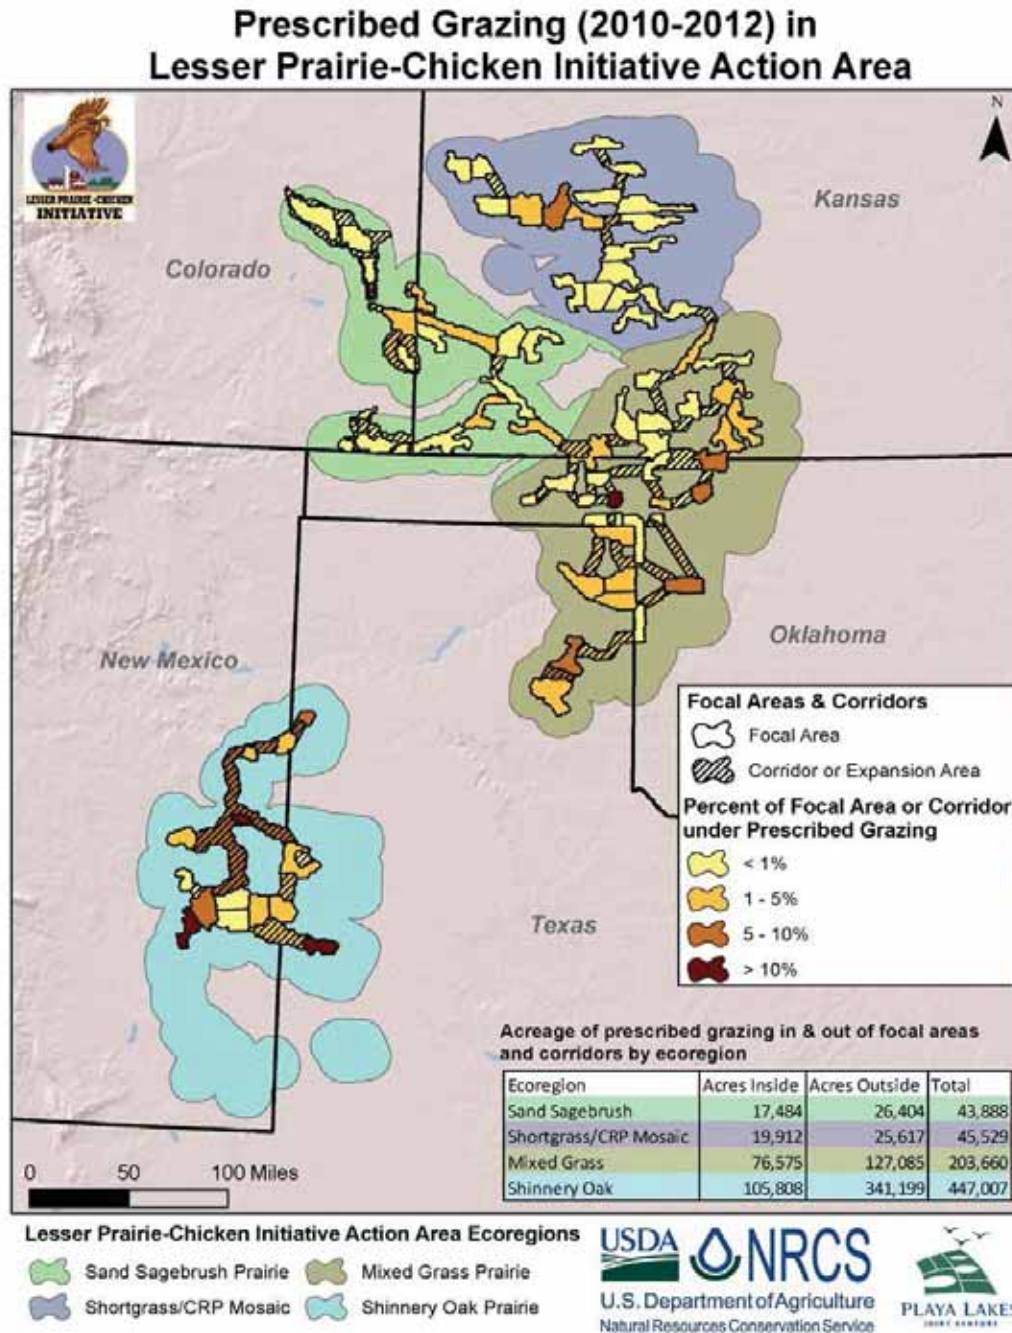 Prescribed Grazing (2010-2012) in
Lesser Prairie-Chicken Initiative Action Area
LESSER PRAIRIE-CHICKEN
INITIATIVE
N
Kansas
Colorado
New Mexico
Oklahoma
Texas
Focal Areas & Corridors
Focal Area
Corridor or Expansion Area
Percent of Focal Area or Corridor
under Prescribed Grazing
< 1%
1 - 5%
5 - 10%
> 10%
Acreage of prescribed grazing in & out of focal areas
and corridors by ecoregion
Ecoregion Acres Inside Acres Outside Total
Sand Sagebrush 17,484 26,404 43,888
Shortgrass/CRP Mosaic 19,912 25,617 45,529
Mixed Grass 76,575 127,085 203,660
Shinnery Oak 105,808 341,199 447,007
0 50 100 Miles
Lesser Prairie-Chicken Initiative Action Area Ecoregions
Sand Sagebrush Prairie
Mixed Grass Prairie
Shortgrass/CRP Mosaic
Shinnery Oak Prairie
USDA NRCS
U.S. Department of Agriculture
Natural Resources Conservation Service
PLAYA LAKES
JOINT VENTURE